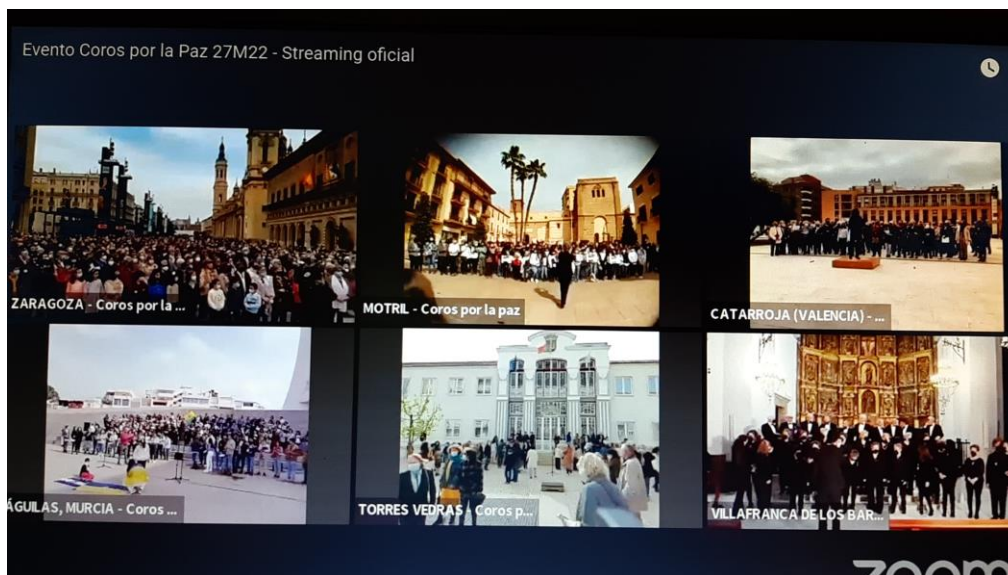 Evento Coros por la Paz 27M22 - Streaming oficial
ZARAGOZA - Coros por la ...
MOTRIL - Coros por la paz
CATARROJA (VALENCIA) - ...
ÁGUILAS, MURCIA - Coros ...
TORRES VEDRAS - Coros p...
VILLAFRANCA DE LOS BAR...
zoom